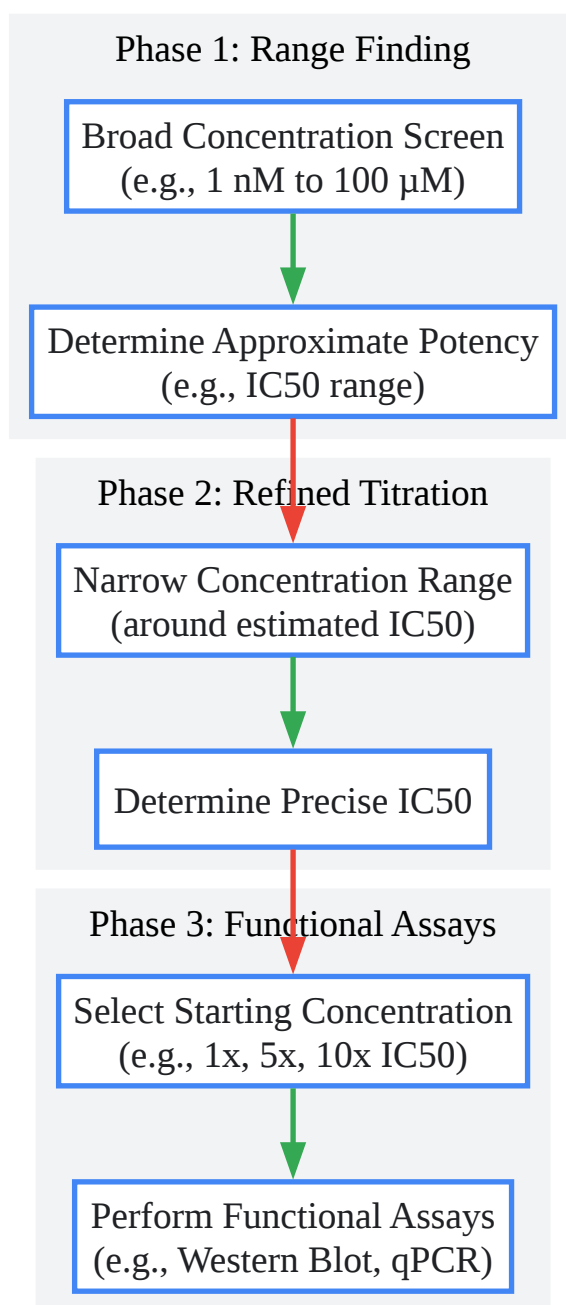 Phase 1: Range Finding
Broad Concentration Screen
(e.g., 1 nM to 100 µM)
Determine Approximate Potency
(e.g., IC50 range)
Phase 2: Refined Titration
Narrow Concentration Range
(around estimated IC50)
Determine Precise IC50
Phase 3: Functional Assays
Select Starting Concentration
(e.g., 1x, 5x, 10x IC50)
Perform Functional Assays
(e.g., Western Blot, qPCR)